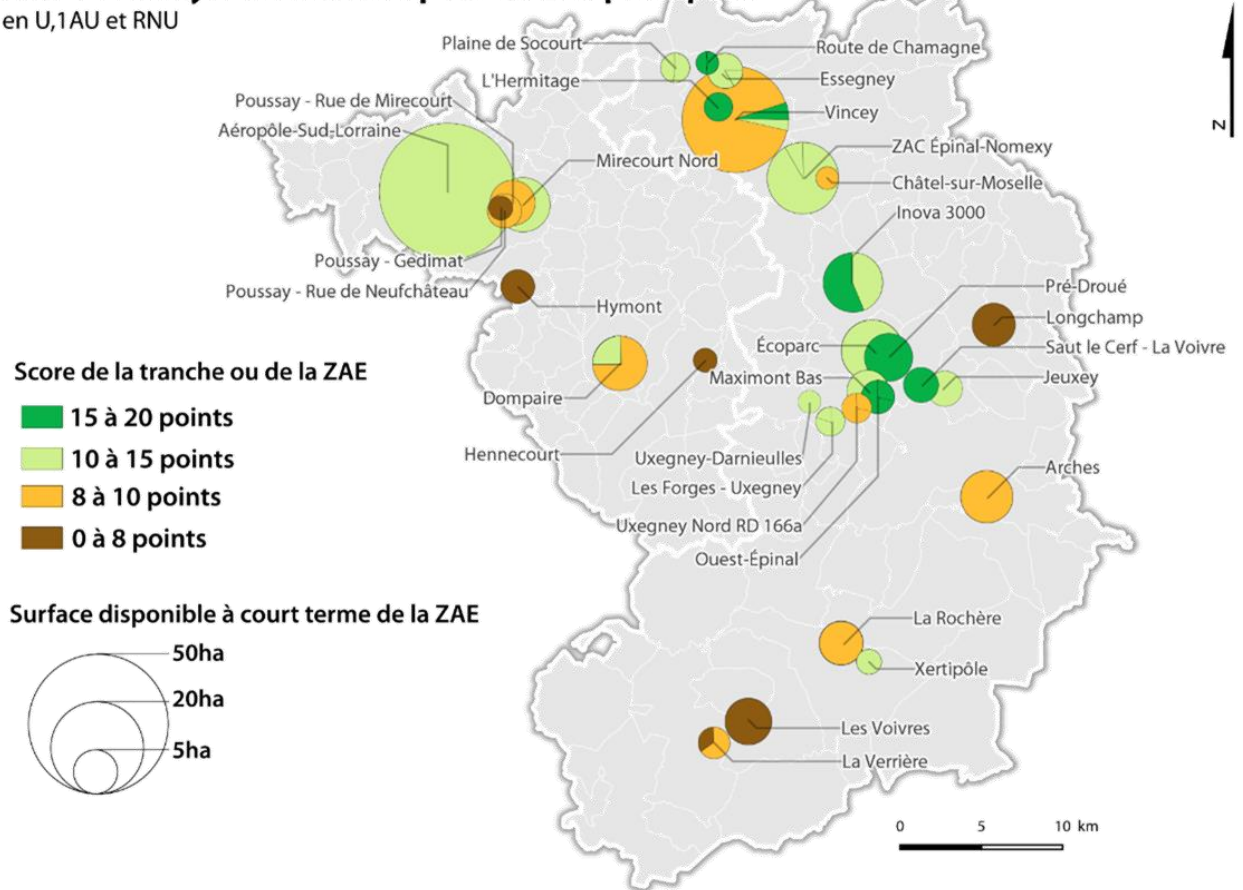 en U,1AU et RNU
Plaine de Socourt
Route de Chamagne
L'Hermitage
Essegney
Poussay - Rue de Mirecourt
Vincey
Aéropôle-Sud-Lorraine
ZAC Épinal-Nomexy
Mirecourt Nord
Châtel-sur-Moselle
Inova 3000
Poussay - Gedimat
Poussay - Rue de Neufchâteau
Pré-Droué
Hymont
Longchamp
Écoparc
Saut le Cerf - La Voivre
Maximont Bas
Jeuxey
Dompaire
Hennecourt
Uxegney-Darnieulles
Arches
Les Forges - Uxegney
Uxegney Nord RD 166a
Ouest-Épinal
La Rochère
Xertipôle
Les Voivres
La Verrière
Score de la tranche ou de la ZAE
15 à 20 points
10 à 15 points
8 à 10 points
0 à 8 points
Surface disponible à court terme de la ZAE
50ha
20ha
5ha
0 5 10 km
N